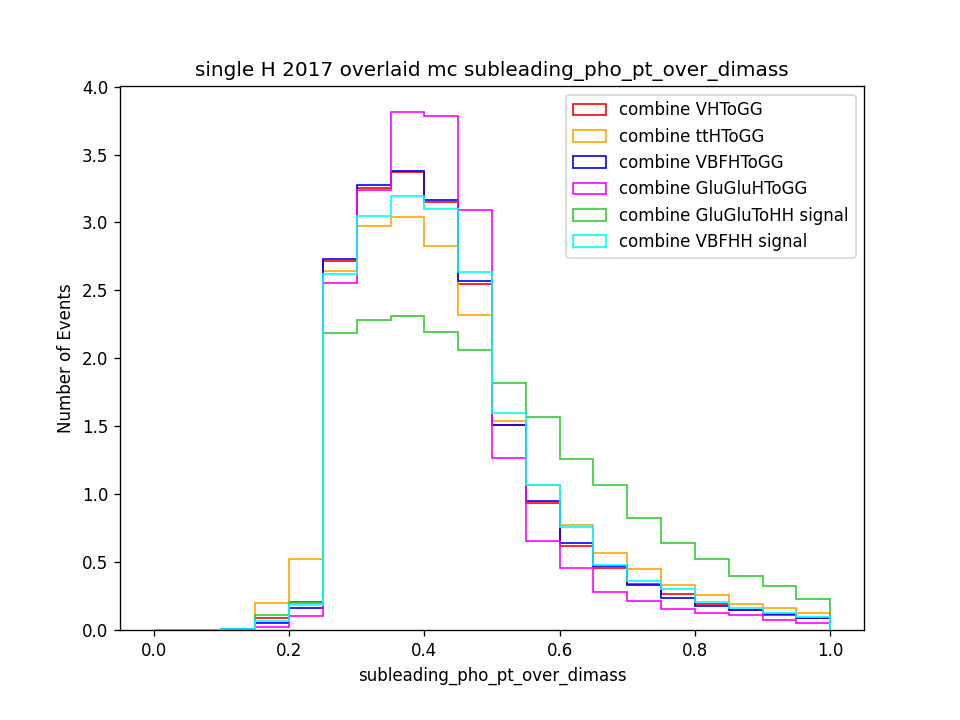 single H 2017 overlaid mc subleading_pho_pt_over_dimass
combine VHToGG
combine ttHToGG
combine VBFHToGG
combine GluGluHToGG
combine GluGluToHH signal
combine VBFHH signal
Number of Events
4.0
3.5
3.0
2.5
2.0
1.5
1.0
0.5
0.0
0.0 0.2 0.4 0.6 0.8 1.0
subleading_pho_pt_over_dimass